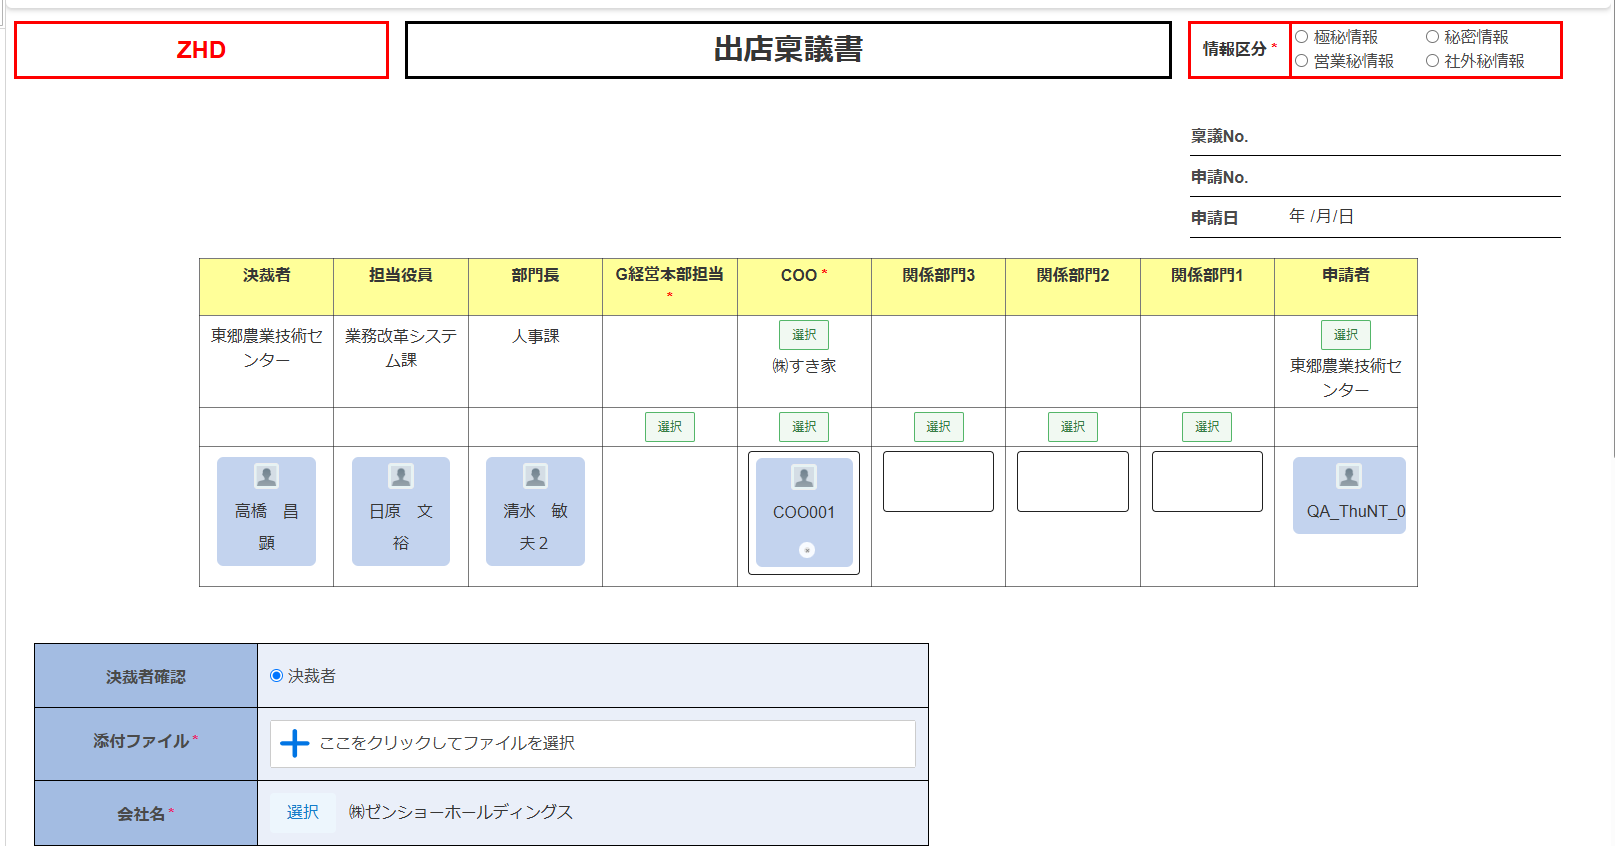 ZHD
出店稟議書
情報区分 *
極秘情報 秘密情報
営業秘情報 社外秘情報
稟議No.
申請No.
申請日 年 /月/日
決裁者 担当役員 部門長 G経営本部担当 * COO * 関係部門3 関係部門2 関係部門1 申請者
選択 選択
東郷農業技術セ
ンター
業務改革システ
ム課
人事課
㈱すき家
東郷農業技術セ
ンター
選択 選択 選択 選択 選択
高橋 昌
顕
日原 文
裕
清水 敏
夫２
COO001
QA_ThuNT_0
決裁者確認 決裁者
添付ファイル * ここをクリックしてファイルを選択
会社名 * 選択 ㈱ゼンショーホールディングス